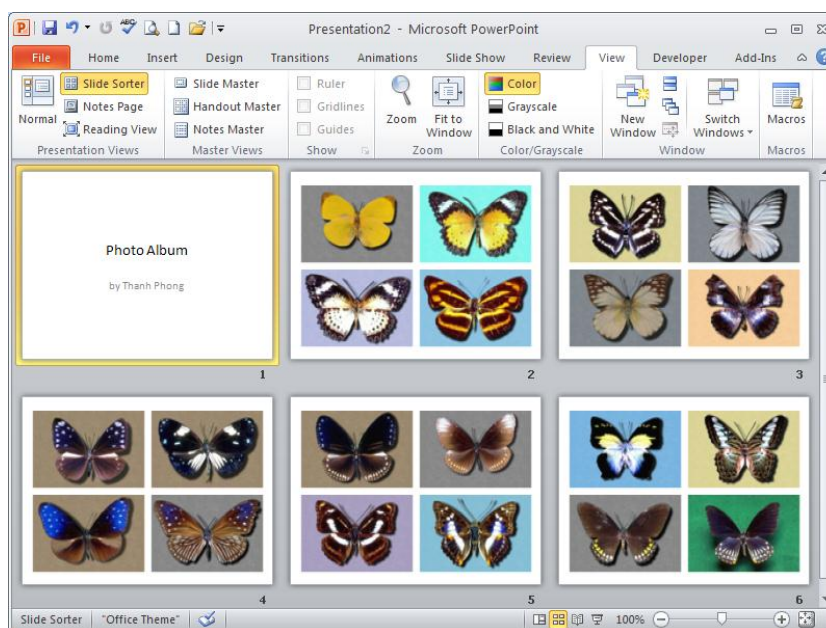 Presentation2 - Microsoft PowerPoint
File Home Insert Design Transitions Animations Slide Show Review View Developer Add-Ins
Normal
Slide Sorter
Notes Page
Reading View
Presentation Views
Slide Master
Handout Master
Notes Master
Master Views
Ruler
Gridlines
Guides
Show
Zoom
Fit to
Window
Zoom
Color
Grayscale
Black and White
Color/Grayscale
New
Window
Switch
Windows
Window
Macros
Macros
Photo Album
by Thanh Phong
1
2
3
4
5
6
Slide Sorter "Office Theme" 100%